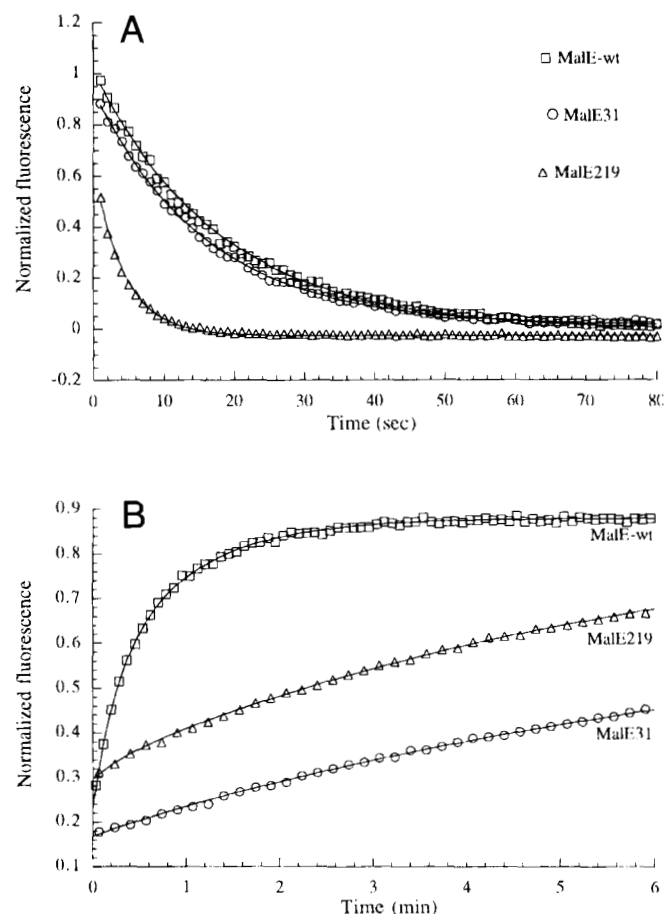 A
1.2
1
0.8
0.6
0.4
0.2
0
-0.2
Normalized fluorescence
MalE-wt
MalE31
MalE219
0 10 20 30 40 50 60 70 80
Time (sec)
B
0.9
0.8
0.7
0.6
0.5
0.4
0.3
0.2
0.1
Normalized fluorescence
MalE-wt
MalE219
MalE31
0 1 2 3 4 5 6
Time (min)